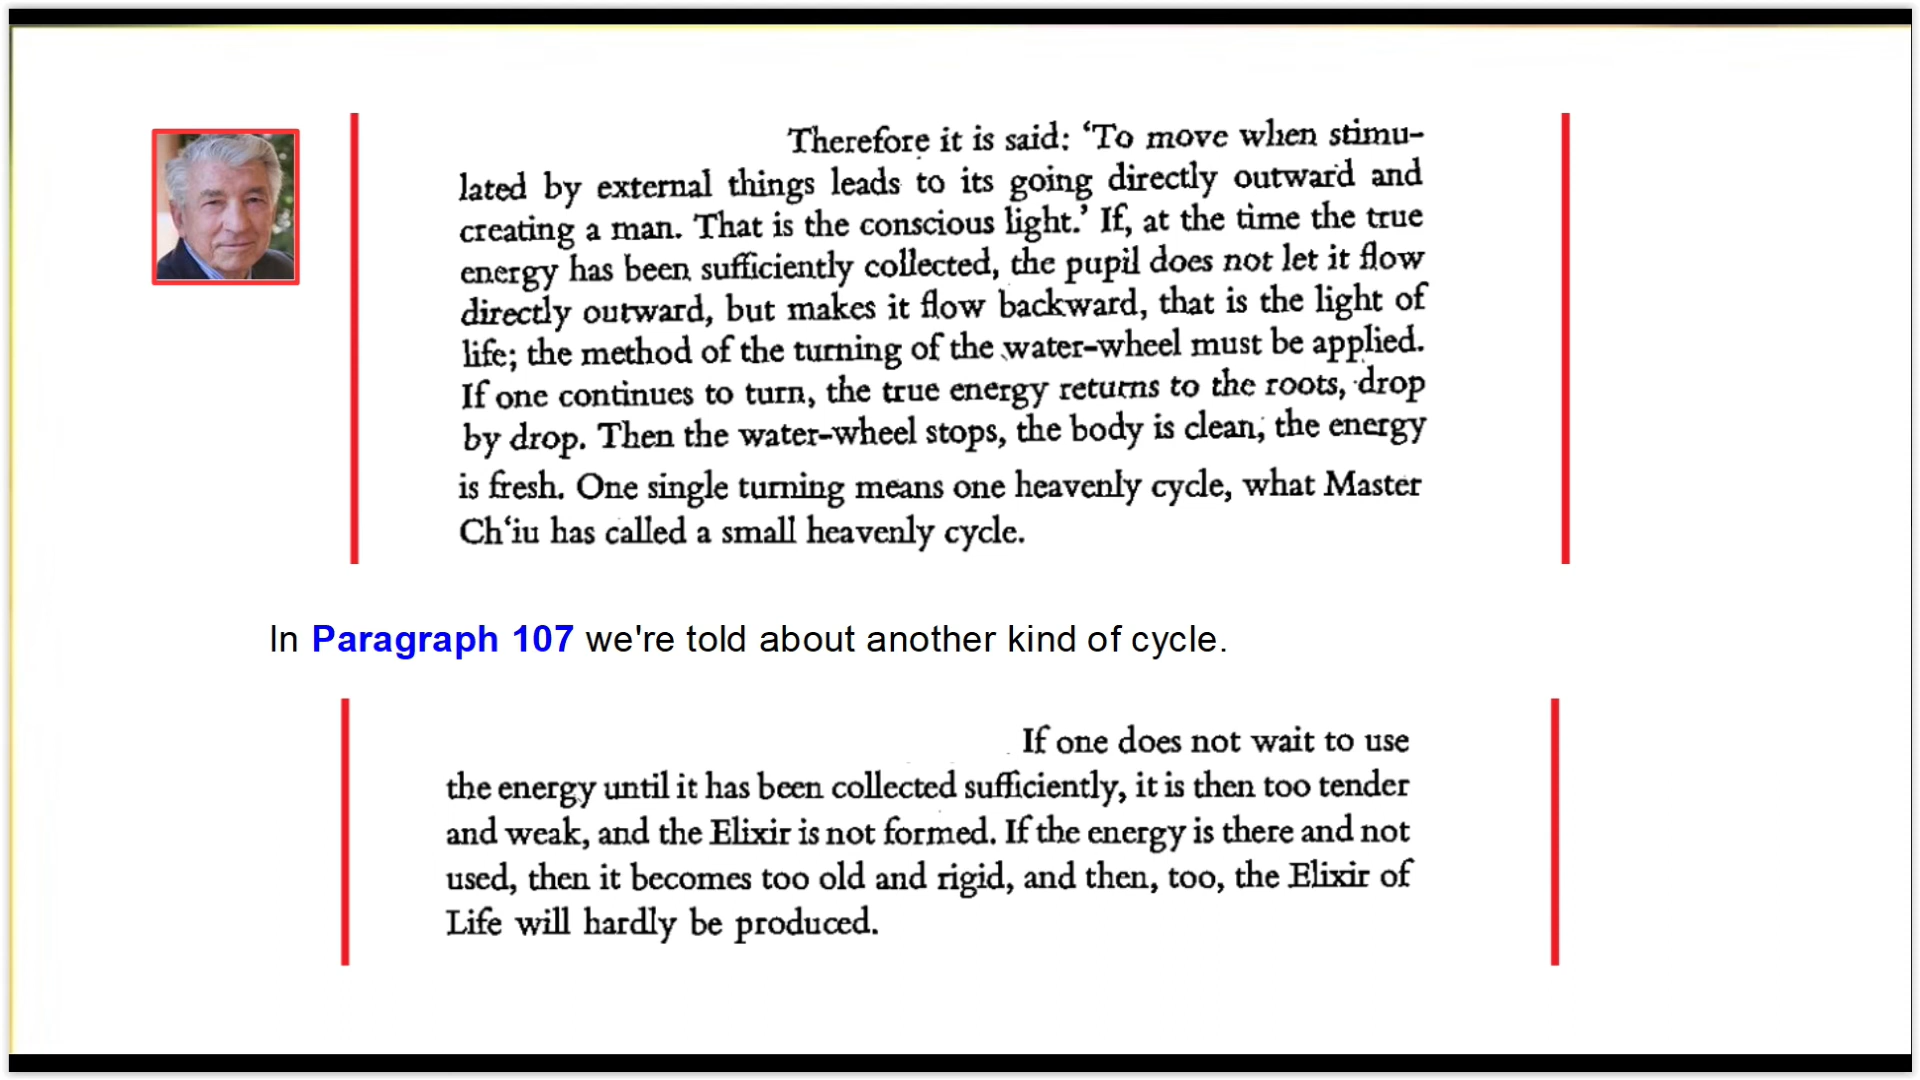 Therefore it is said: ‘To move when stimu-
lated by external things leads to its going directly outward and
creating a man. That is the conscious light.’ If, at the time the true
energy has been sufficiently collected, the pupil does not let it flow
directly outward, but makes it flow backward, that is the light of
life; the method of the turning of the water-wheel must be applied.
If one continues to turn, the true energy returns to the roots, drop
by drop. Then the water-wheel stops, the body is clean, the energy
is fresh. One single turning means one heavenly cycle, what Master
Ch‘iu has called a small heavenly cycle.
In Paragraph 107 we're told about another kind of cycle.
If one does not wait to use
the energy until it has been collected sufficiently, it is then too tender
and weak, and the Elixir is not formed. If the energy is there and not
used, then it becomes too old and rigid, and then, too, the Elixir of
Life will hardly be produced.